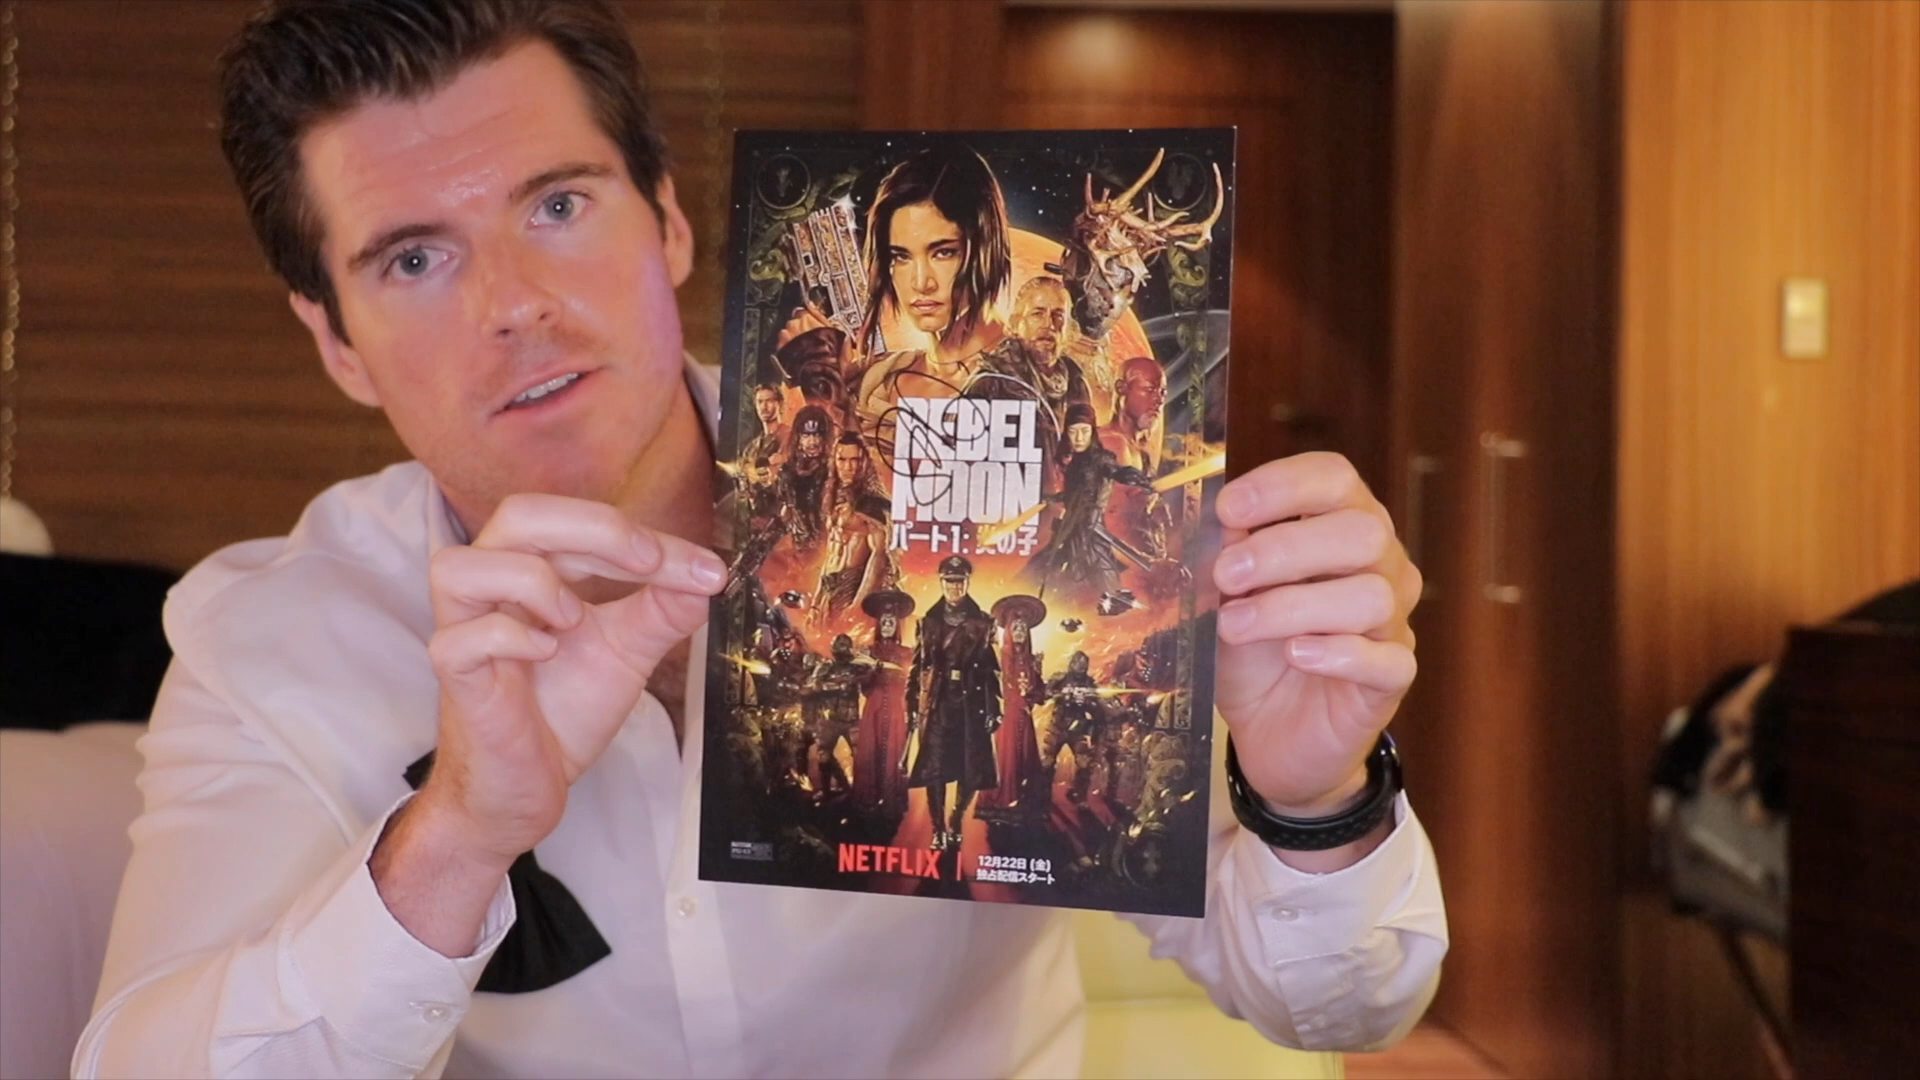 REBEL
MOON
パート1: 炎の子
NETFLIX
12月22日 (金)
独占配信スタート